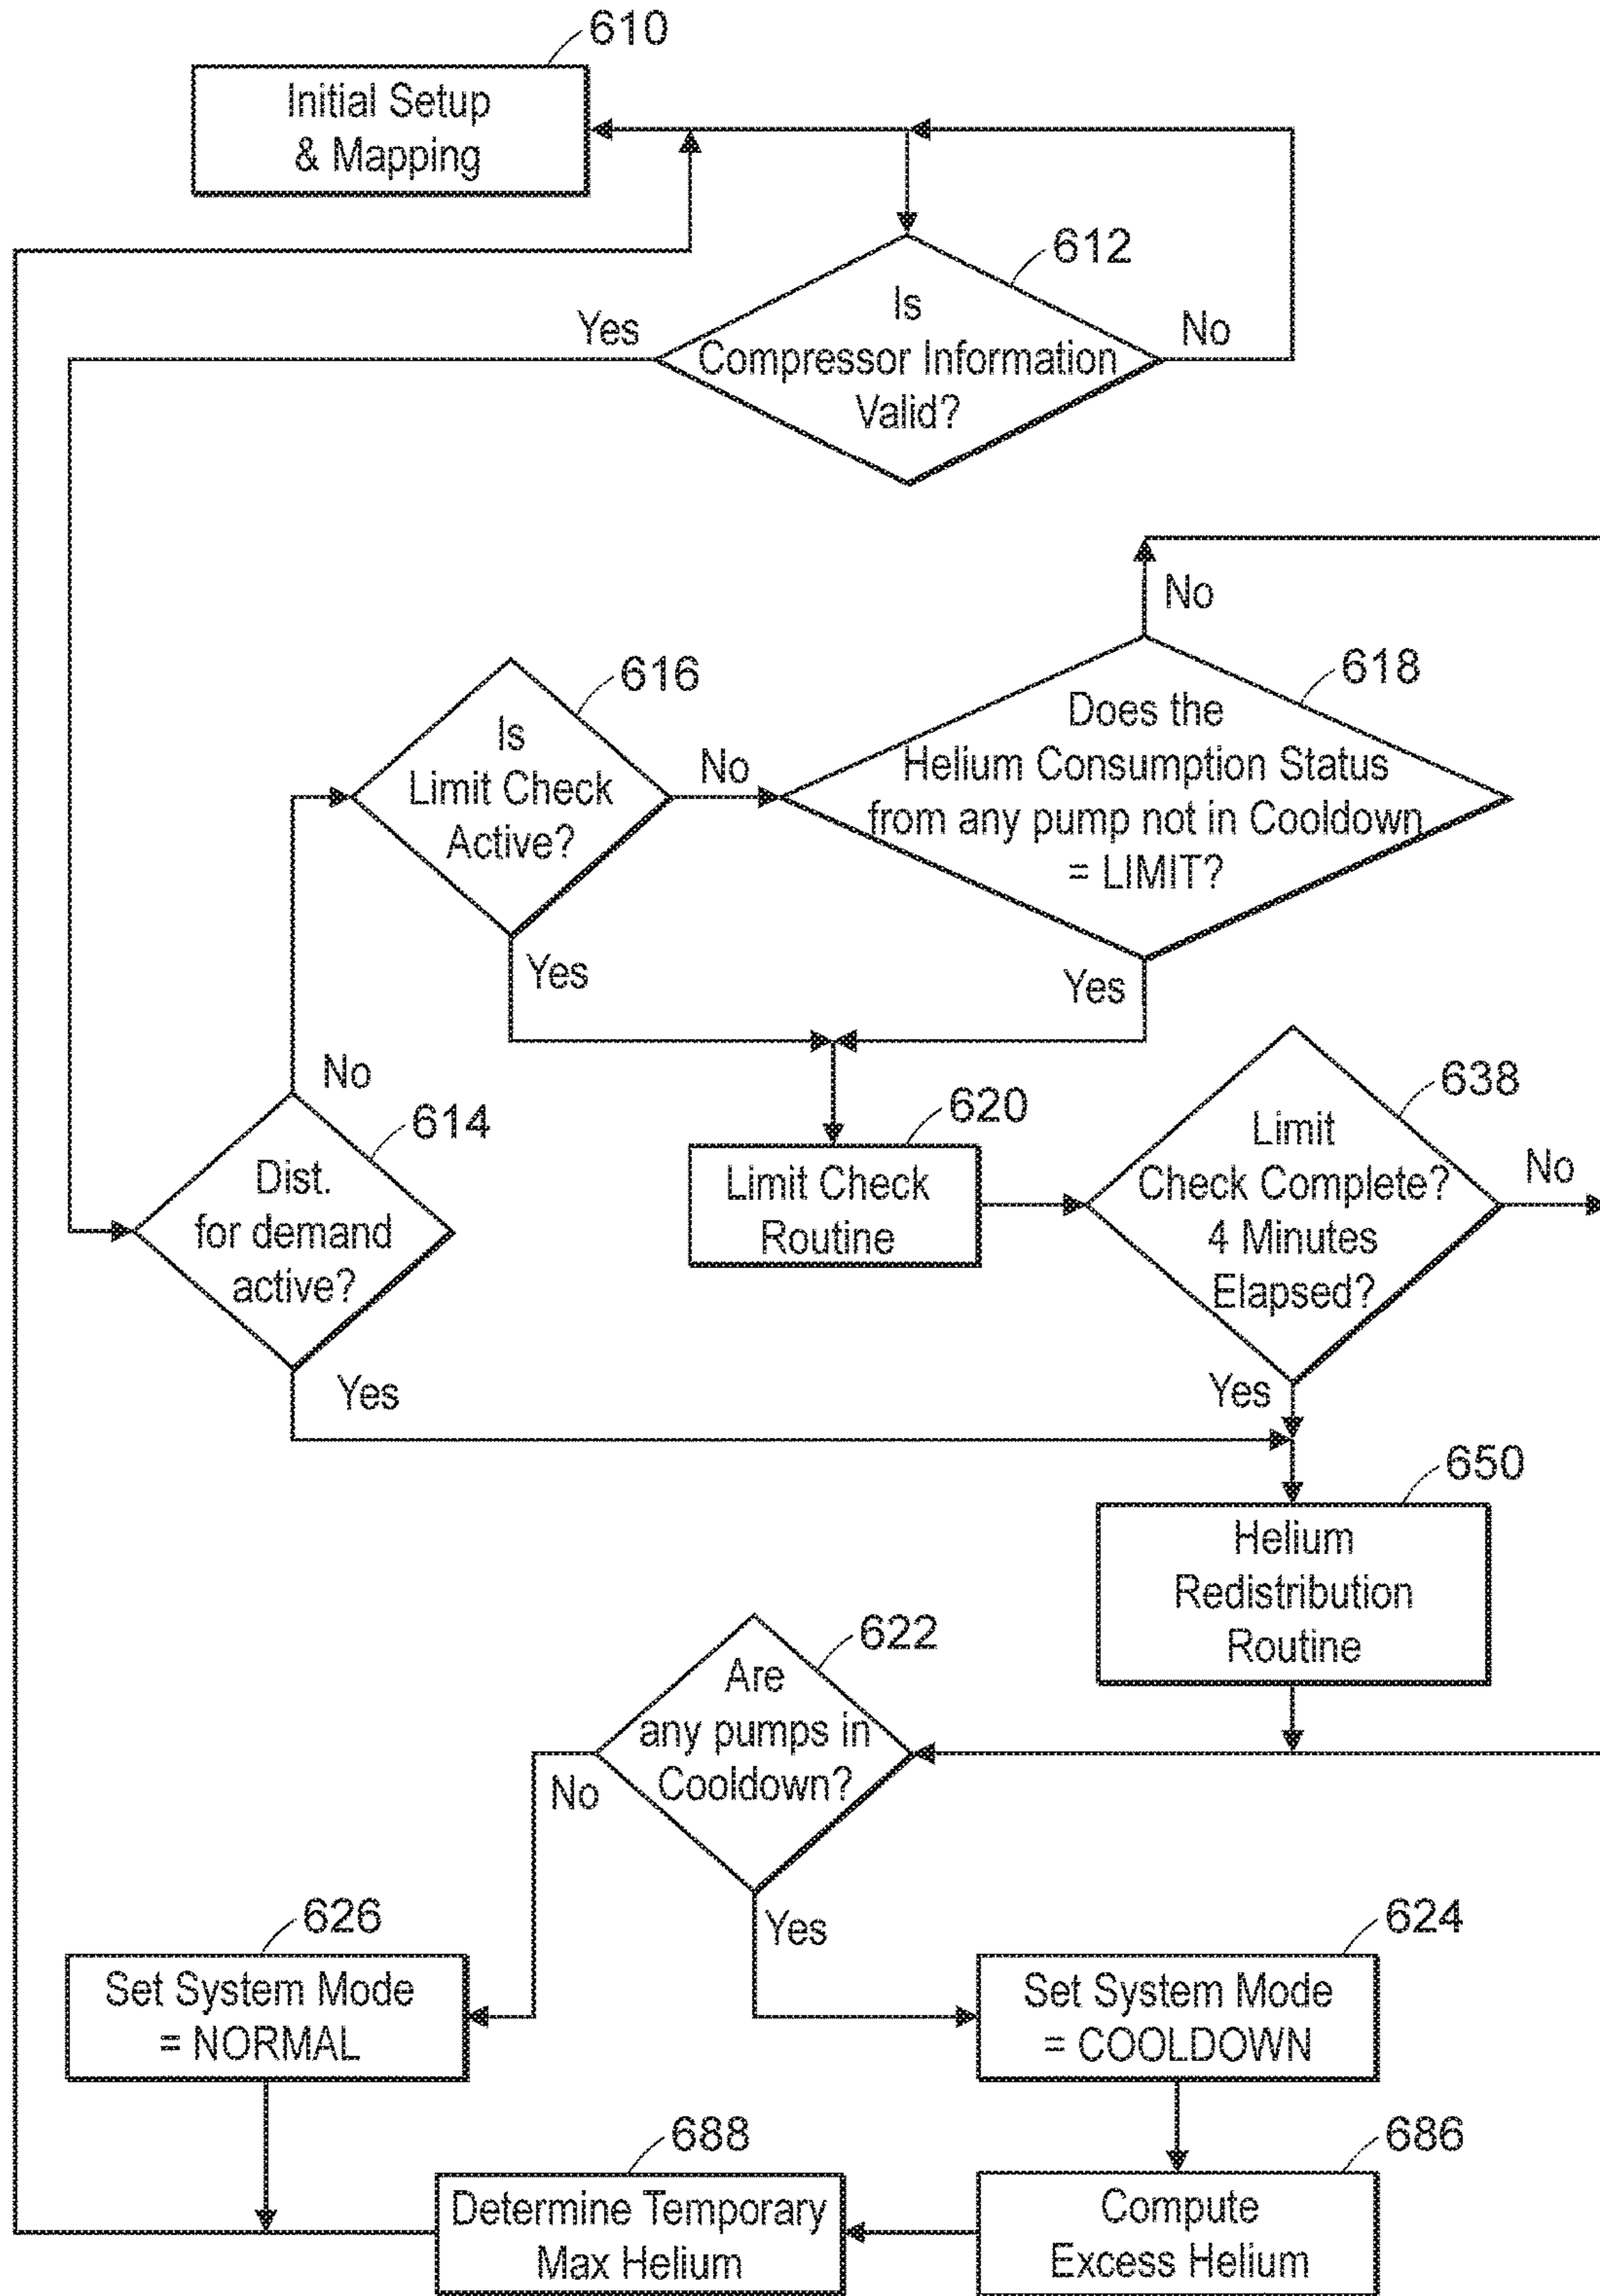 610
Initial Setup
& Mapping
612
Is
Compressor Information
Valid?
Yes
No
No
616
Is
Limit Check
Active?
No
618
Does the
Helium Consumption Status
from any pump not in Cooldown
= LIMIT?
Yes
Yes
No
614
Dist.
for demand
active?
Yes
620
Limit Check
Routine
638
Limit
Check Complete?
4 Minutes
Elapsed?
No
Yes
650
Helium
Redistribution
Routine
622
Are
any pumps in
Cooldown?
No
Yes
626
Set System Mode
= NORMAL
624
Set System Mode
= COOLDOWN
688
Determine Temporary
Max Helium
686
Compute
Excess Helium